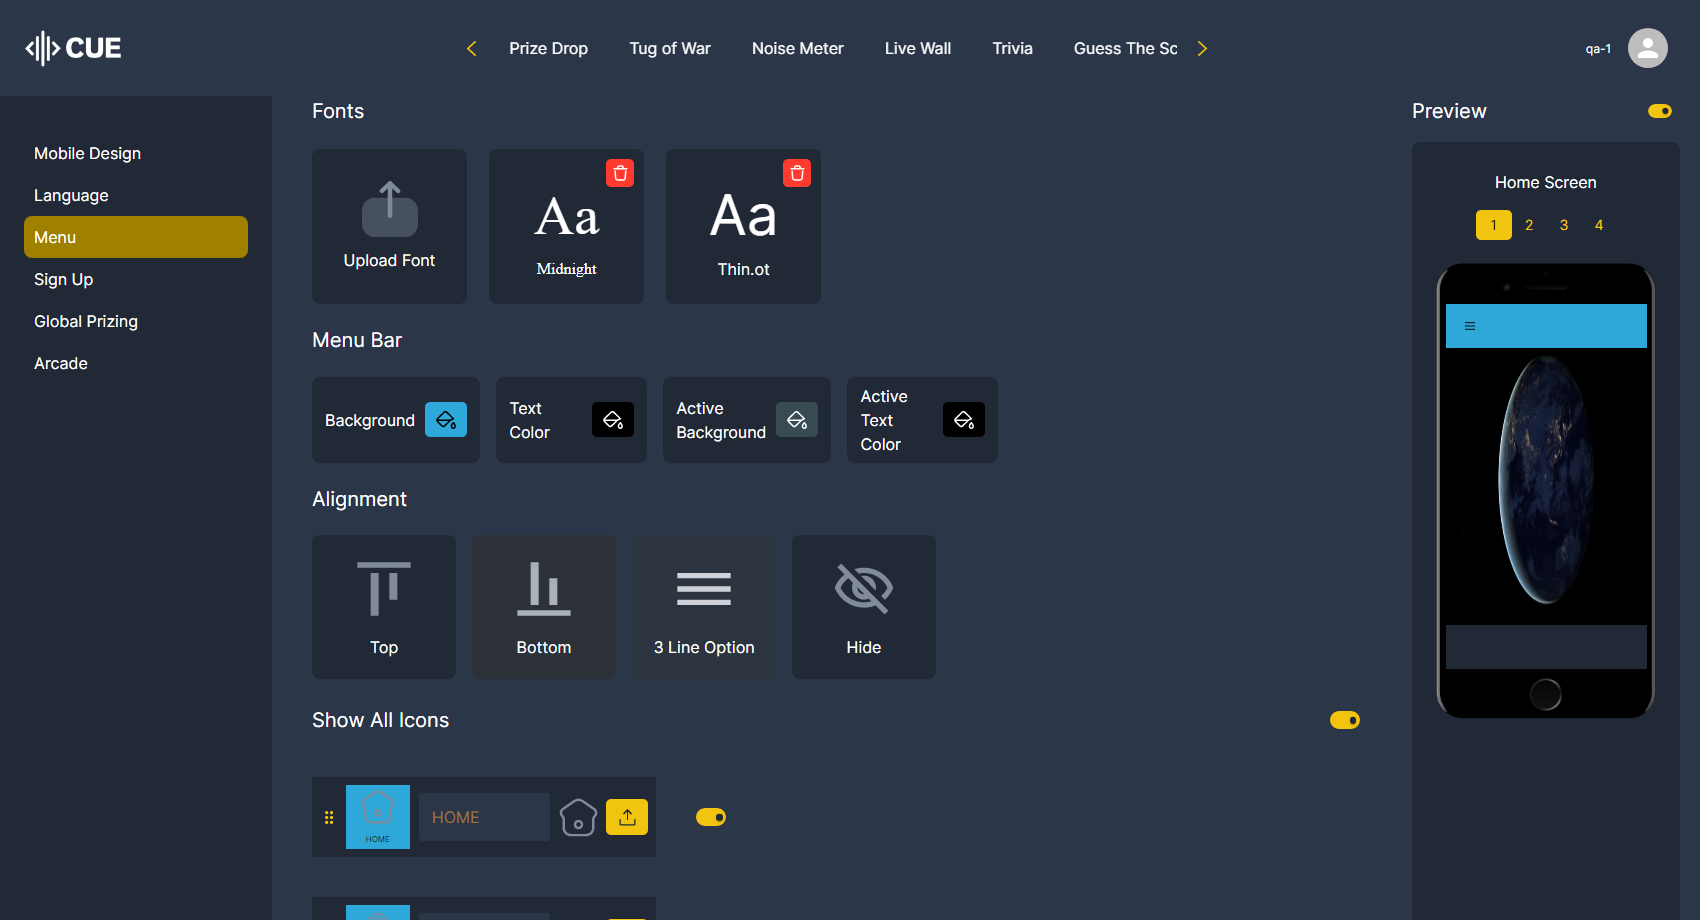 CUE
Prize Drop
Tug of War
Noise Meter
Live Wall
Trivia
Guess The Sc
qa-1
Mobile Design
Language
Menu
Sign Up
Global Prizing
Arcade
Fonts
Upload Font
Aa
Midnight
Aa
Thin.ot
Menu Bar
Background
Text
Color
Active
Background
Active
Text
Color
Alignment
Top
Bottom
3 Line Option
Hide
Show All Icons
HOME
HOME
Preview
Home Screen
1 2 3 4